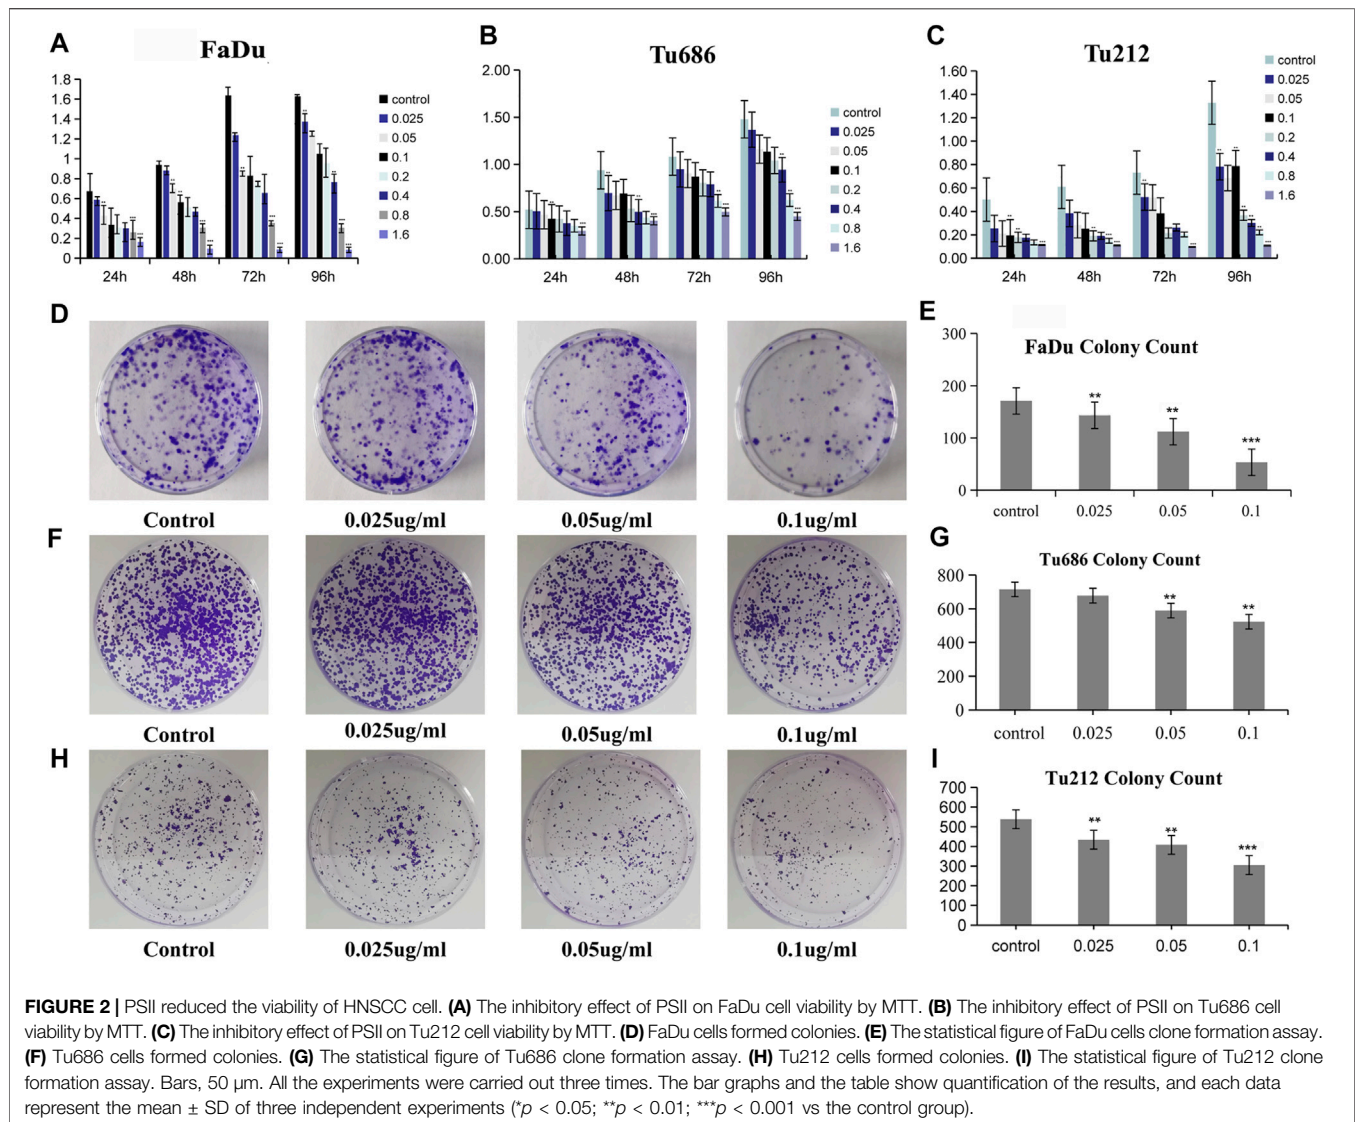 A
FaDu
1.8
1.6
1.4
1.2
1
0.8
0.6
0.4
0.2
0
24h 48h 72h 96h
control
0.025
0.05
0.1
0.2
0.4
0.8
1.6
B
Tu686
2.00
1.50
1.00
0.50
0.00
24h 48h 72h 96h
control
0.025
0.05
0.1
0.2
0.4
0.8
1.6
C
Tu212
1.60
1.40
1.20
1.00
0.80
0.60
0.40
0.20
0.00
24h 48h 72h 96h
control
0.025
0.05
0.1
0.2
0.4
0.8
1.6
D
Control 0.025ug/ml 0.05ug/ml 0.1ug/ml
E
FaDu Colony Count
300
200
100
0
** ** ***
control 0.025 0.05 0.1
F
Control 0.025ug/ml 0.05ug/ml 0.1ug/ml
G
Tu686 Colony Count
800
600
400
200
0
** **
control 0.025 0.05 0.1
H
Control 0.025ug/ml 0.05ug/ml 0.1ug/ml
I
Tu212 Colony Count
700
600
500
400
300
200
100
0
** ** ***
control 0.025 0.05 0.1
FIGURE 2 | PSII reduced the viability of HNSCC cell. (A) The inhibitory effect of PSII on FaDu cell viability by MTT. (B) The inhibitory effect of PSII on Tu686 cell
viability by MTT. (C) The inhibitory effect of PSII on Tu212 cell viability by MTT. (D) FaDu cells formed colonies. (E) The statistical figure of FaDu cells clone formation assay.
(F) Tu686 cells formed colonies. (G) The statistical figure of Tu686 clone formation assay. (H) Tu212 cells formed colonies. (I) The statistical figure of Tu212 clone
formation assay. Bars, 50 µm. All the experiments were carried out three times. The bar graphs and the table show quantification of the results, and each data
represent the mean ± SD of three independent experiments (*p < 0.05; **p < 0.01; ***p < 0.001 vs the control group).